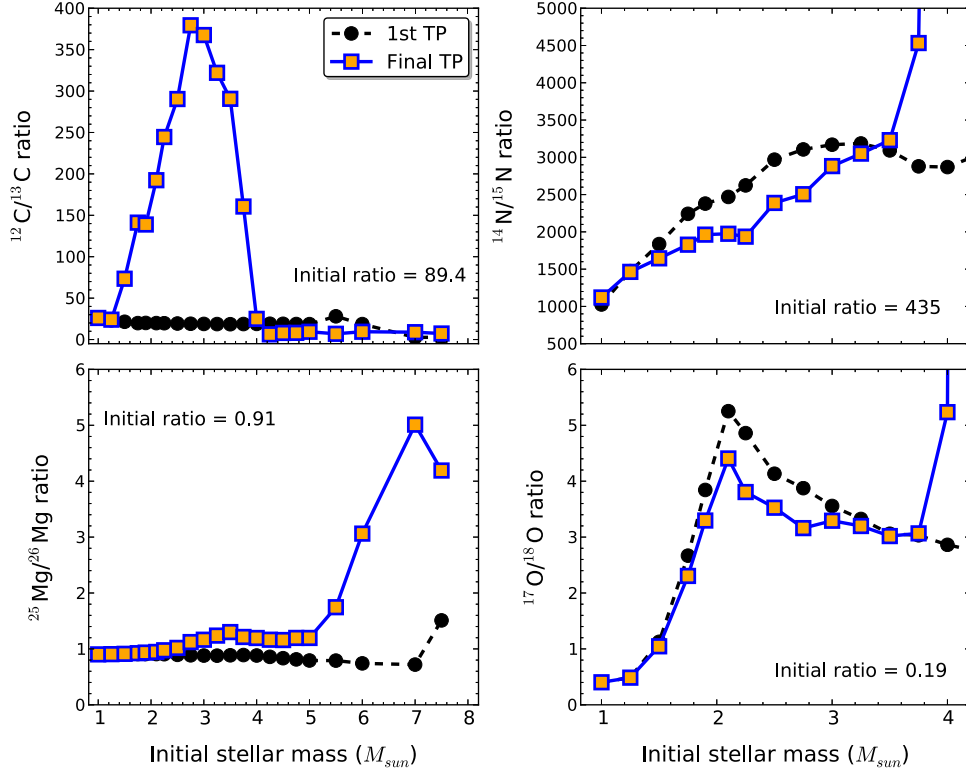 400
350
300
250
200
150
100
50
0
¹²C/¹³C ratio
1st TP
Final TP
Initial ratio = 89.4
5000
4500
4000
3500
3000
2500
2000
1500
1000
500
¹⁴N/¹⁵N ratio
Initial ratio = 435
6
5
4
3
2
1
0
²⁵Mg/²⁶Mg ratio
Initial ratio = 0.91
1 2 3 4 5 6 7 8
Initial stellar mass (M_sun)
6
5
4
3
2
1
0
¹⁷O/¹⁸O ratio
Initial ratio = 0.19
1 2 3 4
Initial stellar mass (M_sun)